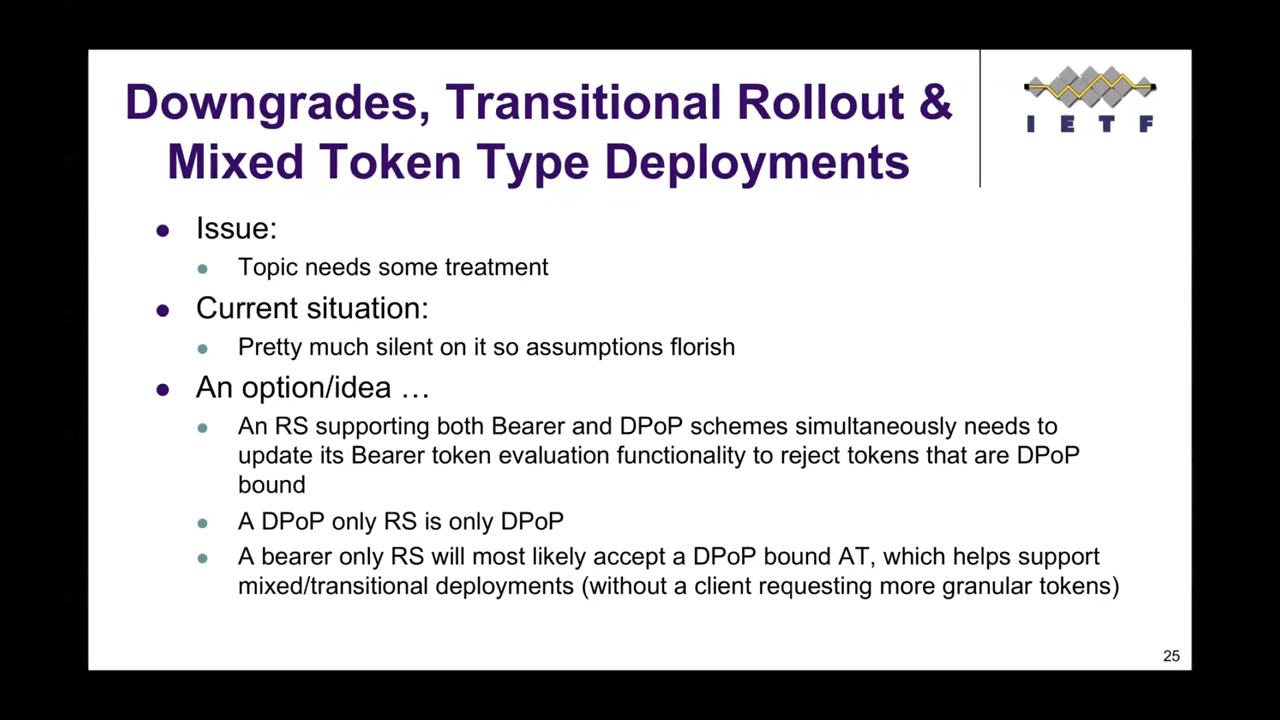 Downgrades, Transitional Rollout &
Mixed Token Type Deployments
IETF
Issue:
Topic needs some treatment
Current situation:
Pretty much silent on it so assumptions florish
An option/idea …
An RS supporting both Bearer and DPoP schemes simultaneously needs to
update its Bearer token evaluation functionality to reject tokens that are DPoP
bound
A DPoP only RS is only DPoP
A bearer only RS will most likely accept a DPoP bound AT, which helps support
mixed/transitional deployments (without a client requesting more granular tokens)
25